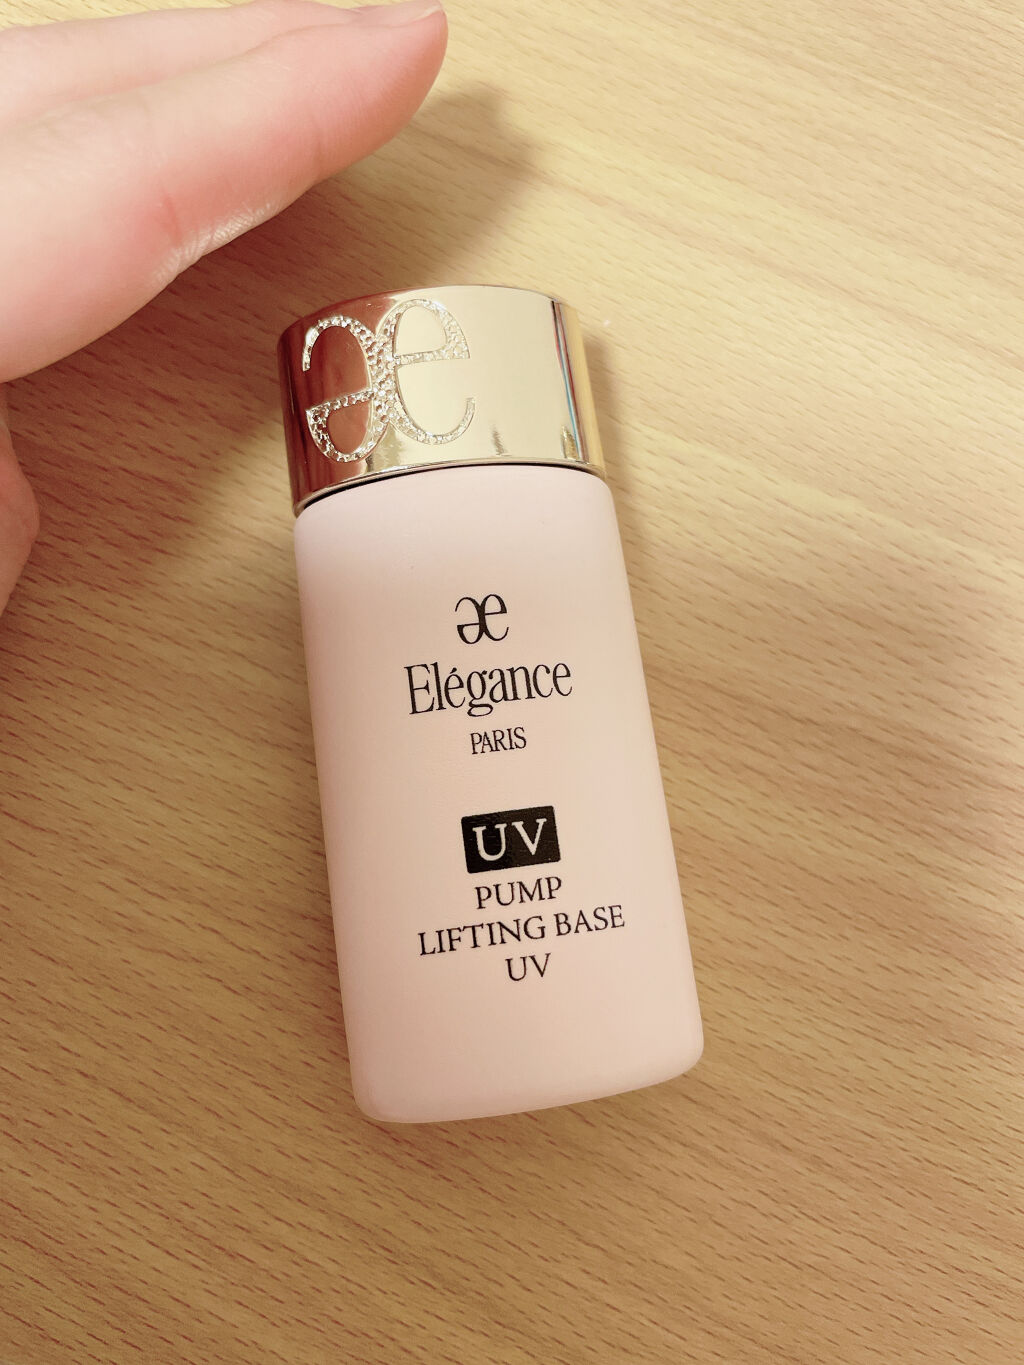 Elégance
PARIS
UV
PUMP
LIFTING BASE
UV